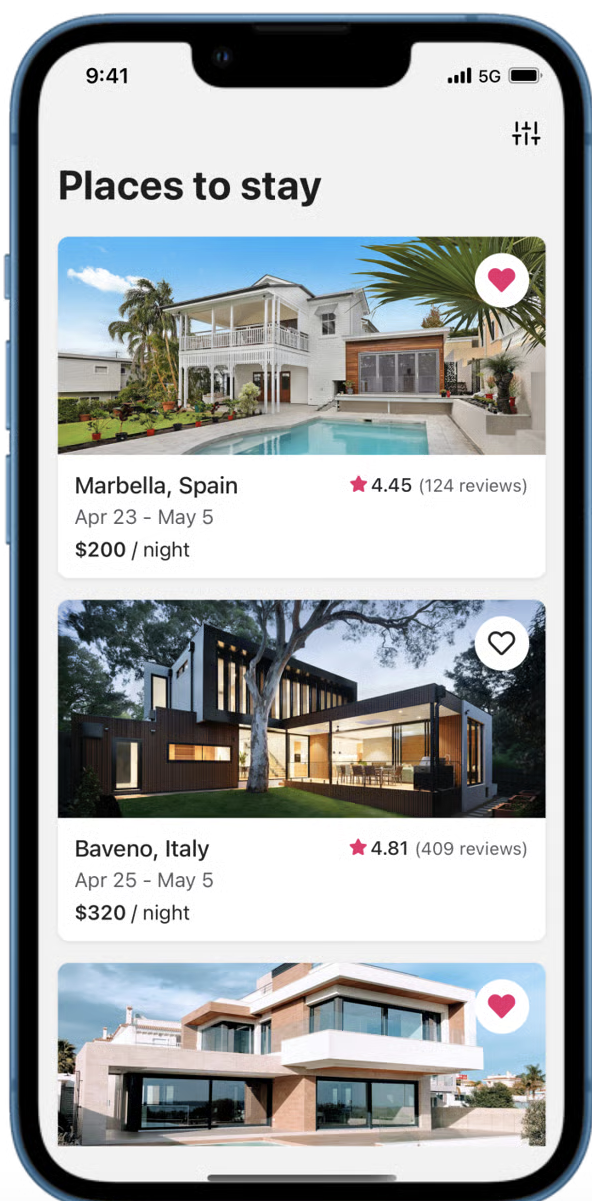 9:41 5G
Places to stay
Marbella, Spain 4.45 (124 reviews)
Apr 23 - May 5
$200 / night
Baveno, Italy 4.81 (409 reviews)
Apr 25 - May 5
$320 / night